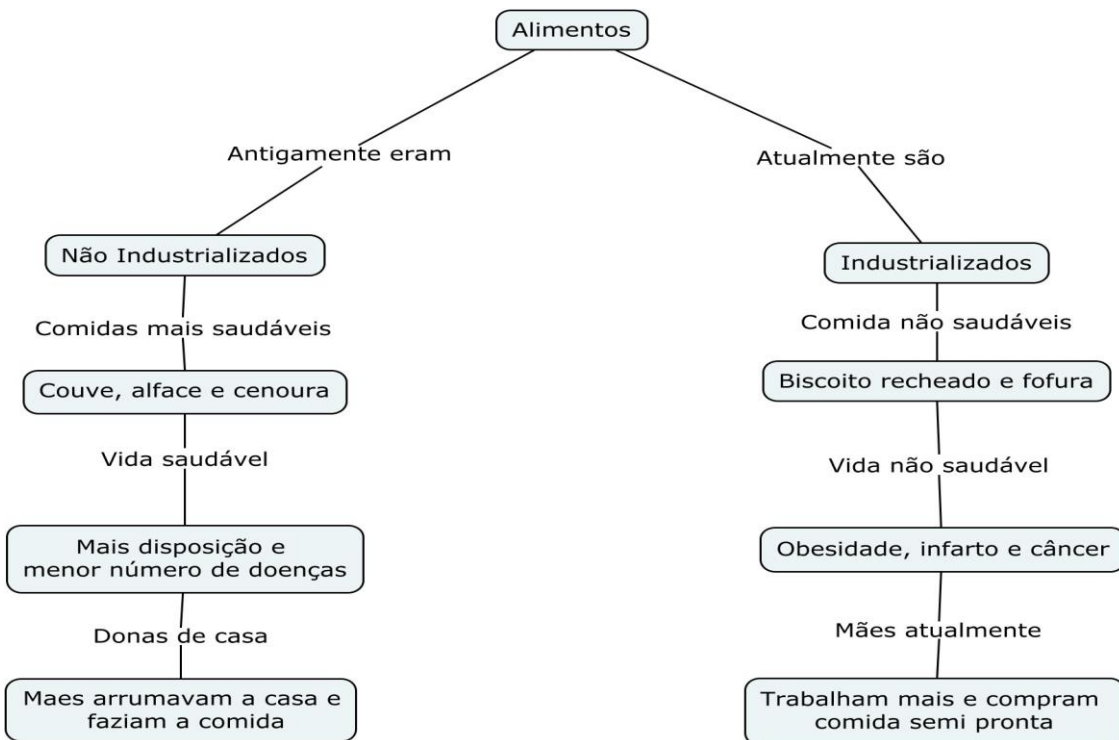 Alimentos
Antigamente eram
Atualmente são
Não Industrializados
Industrializados
Comidas mais saudáveis
Comida não saudáveis
Couve, alface e cenoura
Biscoito recheado e fofura
Vida saudável
Vida não saudável
Mais disposição e
menor número de doenças
Obesidade, infarto e câncer
Donas de casa
Mães atualmente
Maes arrumavam a casa e
faziam a comida
Trabalham mais e compram
comida semi pronta